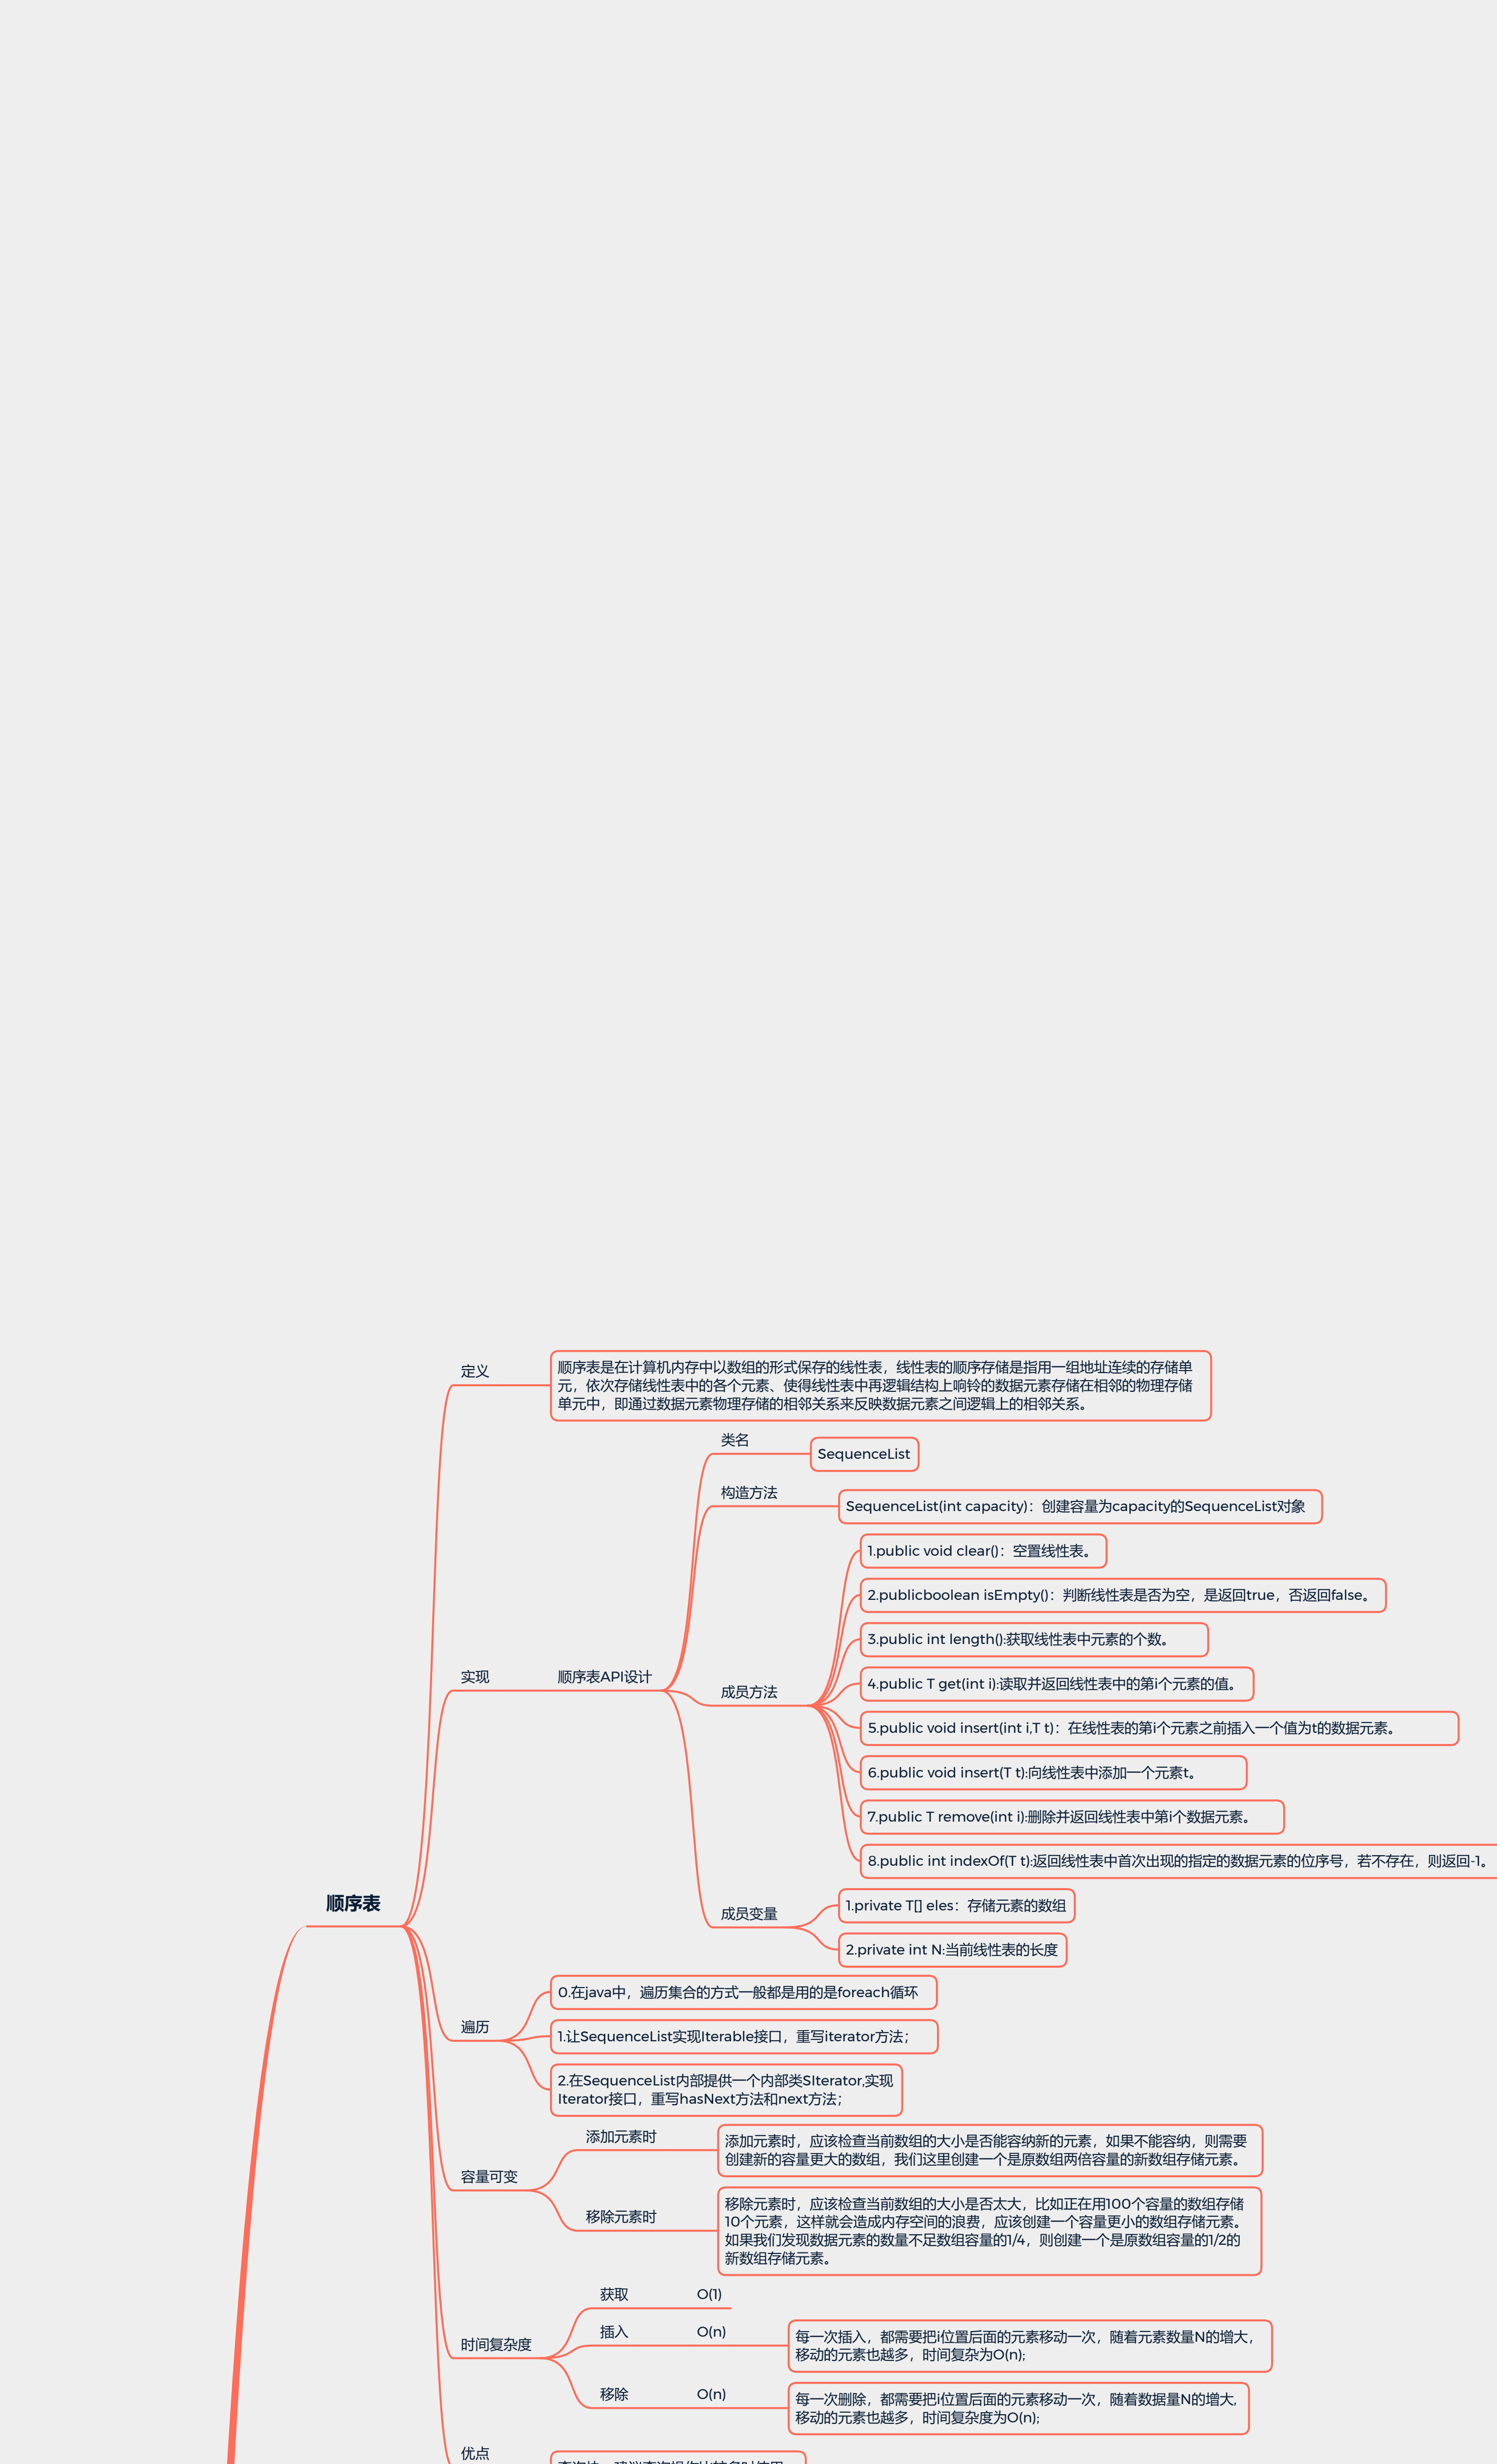 定义
顺序表是在计算机内存中以数组的形式保存的线性表，线性表的顺序存储是指用一组地址连续的存储单
元，依次存储线性表中的各个元素、使得线性表中再逻辑结构上响铃的数据元素存储在相邻的物理存储
单元中，即通过数据元素物理存储的相邻关系来反映数据元素之间逻辑上的相邻关系。
类名
SequenceList
构造方法
SequenceList(int capacity)：创建容量为capacity的SequenceList对象
1.public void clear()：空置线性表。
2.publicboolean isEmpty()：判断线性表是否为空，是返回true，否返回false。
3.public int length():获取线性表中元素的个数。
实现
顺序表API设计
成员方法
4.public T get(int i):读取并返回线性表中的第i个元素的值。
5.public void insert(int i,T t)：在线性表的第i个元素之前插入一个值为t的数据元素。
6.public void insert(T t):向线性表中添加一个元素t。
7.public T remove(int i):删除并返回线性表中第i个数据元素。
8.public int indexOf(T t):返回线性表中首次出现的指定的数据元素的位序号，若不存在，则返回-1。
顺序表
成员变量
1.private T[] eles：存储元素的数组
2.private int N:当前线性表的长度
遍历
0.在java中，遍历集合的方式一般都是用的是foreach循环
1.让SequenceList实现Iterable接口，重写iterator方法；
2.在SequenceList内部提供一个内部类SIterator,实现
Iterator接口，重写hasNext方法和next方法；
容量可变
添加元素时
添加元素时，应该检查当前数组的大小是否能容纳新的元素，如果不能容纳，则需要
创建新的容量更大的数组，我们这里创建一个是原数组两倍容量的新数组存储元素。
移除元素时
移除元素时，应该检查当前数组的大小是否太大，比如正在用100个容量的数组存储
10个元素，这样就会造成内存空间的浪费，应该创建一个容量更小的数组存储元素。
如果我们发现数据元素的数量不足数组容量的1/4，则创建一个是原数组容量的1/2的
新数组存储元素。
时间复杂度
获取 O(1)
插入 O(n)
每一次插入，都需要把i位置后面的元素移动一次，随着元素数量N的增大，
移动的元素也越多，时间复杂为O(n);
移除 O(n)
每一次删除，都需要把i位置后面的元素移动一次，随着数据量N的增大,
移动的元素也越多，时间复杂度为O(n);
优点